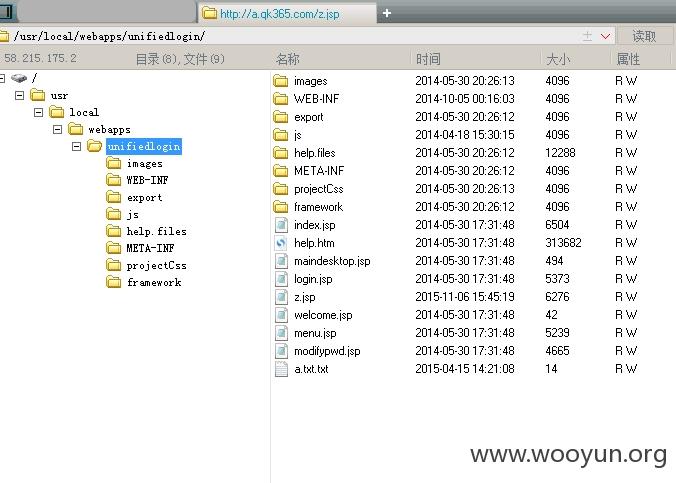 http://a.qk365.com/z.jsp
/usr/local/webapps/unifiedlogin/ 读取
58.215.175.2 目录(8),文件(9) 名称 时间 大小 属性
/
usr
local
webapps
unifiedlogin
images
WEB-INF
export
js
help.files
META-INF
projectCss
framework
images 2014-05-30 20:26:13 4096 R W
WEB-INF 2014-10-05 00:16:03 4096 R W
export 2014-05-30 20:26:12 4096 R W
js 2014-04-18 15:30:15 4096 R W
help.files 2014-05-30 20:26:12 12288 R W
META-INF 2014-05-30 20:26:12 4096 R W
projectCss 2014-05-30 20:26:13 4096 R W
framework 2014-05-30 20:26:12 4096 R W
index.jsp 2014-05-30 17:31:48 6504 R W
help.htm 2014-05-30 17:31:48 313682 R W
maindesktop.jsp 2014-05-30 17:31:48 494 R W
login.jsp 2014-05-30 17:31:48 5373 R W
z.jsp 2015-11-06 15:45:19 6276 R W
welcome.jsp 2014-05-30 17:31:48 42 R W
menu.jsp 2014-05-30 17:31:48 5239 R W
modifypwd.jsp 2014-05-30 17:31:48 4665 R W
a.txt.txt 2015-04-15 14:21:08 14 R W
www.wooyun.org